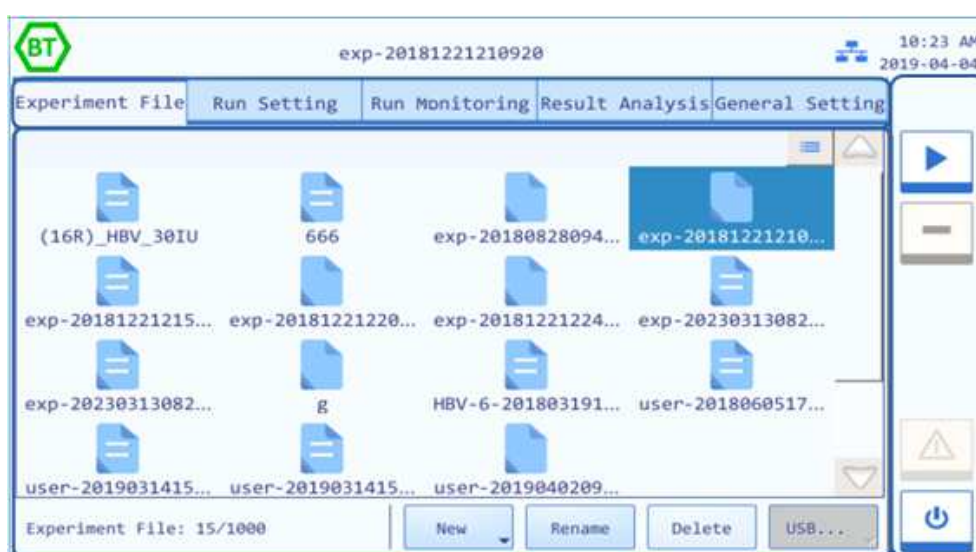 BT
exp-20181221210920
10:23 AM
2019-04-04
Experiment File Run Setting Run Monitoring Result Analysis General Setting
(16R)_HBV_30IU 666 exp-20180828094... exp-20181221210...
exp-20181221215... exp-20181221220... exp-20181221224... exp-20230313082...
exp-20230313082... g HBV-6-201803191... user-2018060517...
user-2019031415... user-2019031415... user-2019040209...
Experiment File: 15/1000 New Rename Delete USB...